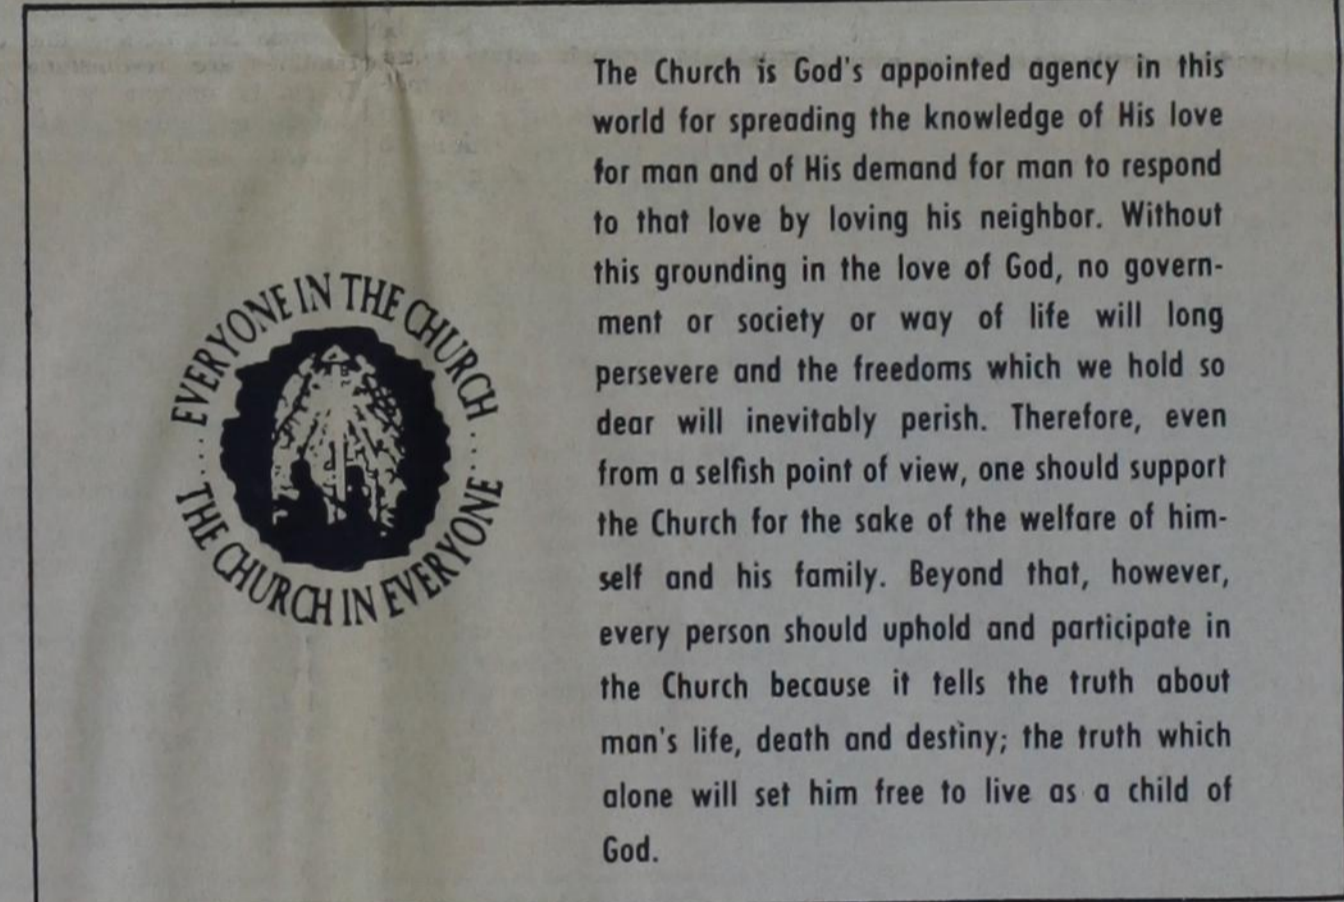 EVERYONE IN THE CHURCH ....
THE CHURCH IN EVERYONE ....
The Church is God's appointed agency in this
world for spreading the knowledge of His love
for man and of His demand for man to respond
to that love by loving his neighbor. Without
this grounding in the love of God, no govern-
ment or society or way of life will long
persevere and the freedoms which we hold so
dear will inevitably perish. Therefore, even
from a selfish point of view, one should support
the Church for the sake of the welfare of him-
self and his family. Beyond that, however,
every person should uphold and participate in
the Church because it tells the truth about
man's life, death and destiny; the truth which
alone will set him free to live as a child of
God.